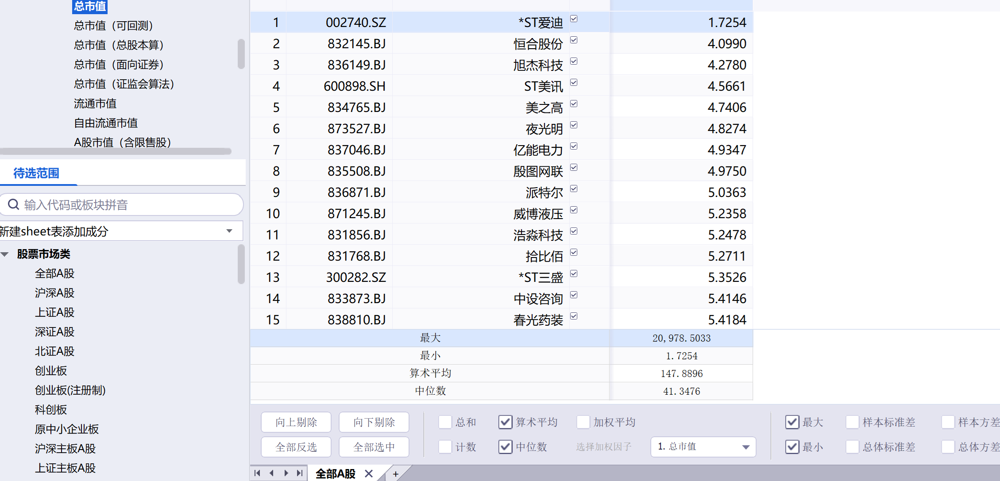 总市值
总市值（可回测）
总市值（总股本算）
总市值（面向证券）
总市值（证监会算法）
流通市值
自由流通市值
A股市值（含限售股）
待选范围
输入代码或板块拼音
新建sheet表添加成分
股票市场类
全部A股
沪深A股
上证A股
深证A股
北证A股
创业板
创业板(注册制)
科创板
原中小企业板
沪深主板A股
上证主板A股
1 002740.SZ *ST爱迪 1.7254
2 832145.BJ 恒合股份 4.0990
3 836149.BJ 旭杰科技 4.2780
4 600898.SH ST美讯 4.5661
5 834765.BJ 美之高 4.7406
6 873527.BJ 夜光明 4.8274
7 837046.BJ 亿能电力 4.9347
8 835508.BJ 殷图网联 4.9750
9 836871.BJ 派特尔 5.0363
10 871245.BJ 威博液压 5.2358
11 831856.BJ 浩淼科技 5.2478
12 831768.BJ 拾比佰 5.2711
13 300282.SZ *ST三盛 5.3526
14 833873.BJ 中设咨询 5.4146
15 838810.BJ 春光药装 5.4184
最大 20,978.5033
最小 1.7254
算术平均 147.8896
中位数 41.3476
向上剔除 向下剔除 总和 算术平均 加权平均 最大 样本标准差 样本方差
全部反选 全部选中 计数 中位数 选择加权因子 1. 总市值 最小 总体标准差 总体方差
全部A股 +